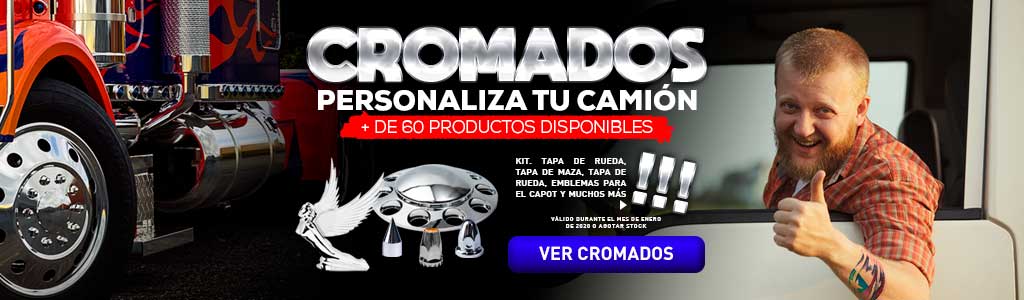 CROMADOS
PERSONALIZA TU CAMIÓN
+ DE 60 PRODUCTOS DISPONIBLES
KIT. TAPA DE RUEDA,
TAPA DE MAZA, TAPA DE
RUEDA, EMBLEMAS PARA
EL CAPOT Y MUCHOS MÁS
!!!
VÁLIDO DURANTE EL MES DE ENERO
DE 2020 O AGOTAR STOCK
VER CROMADOS